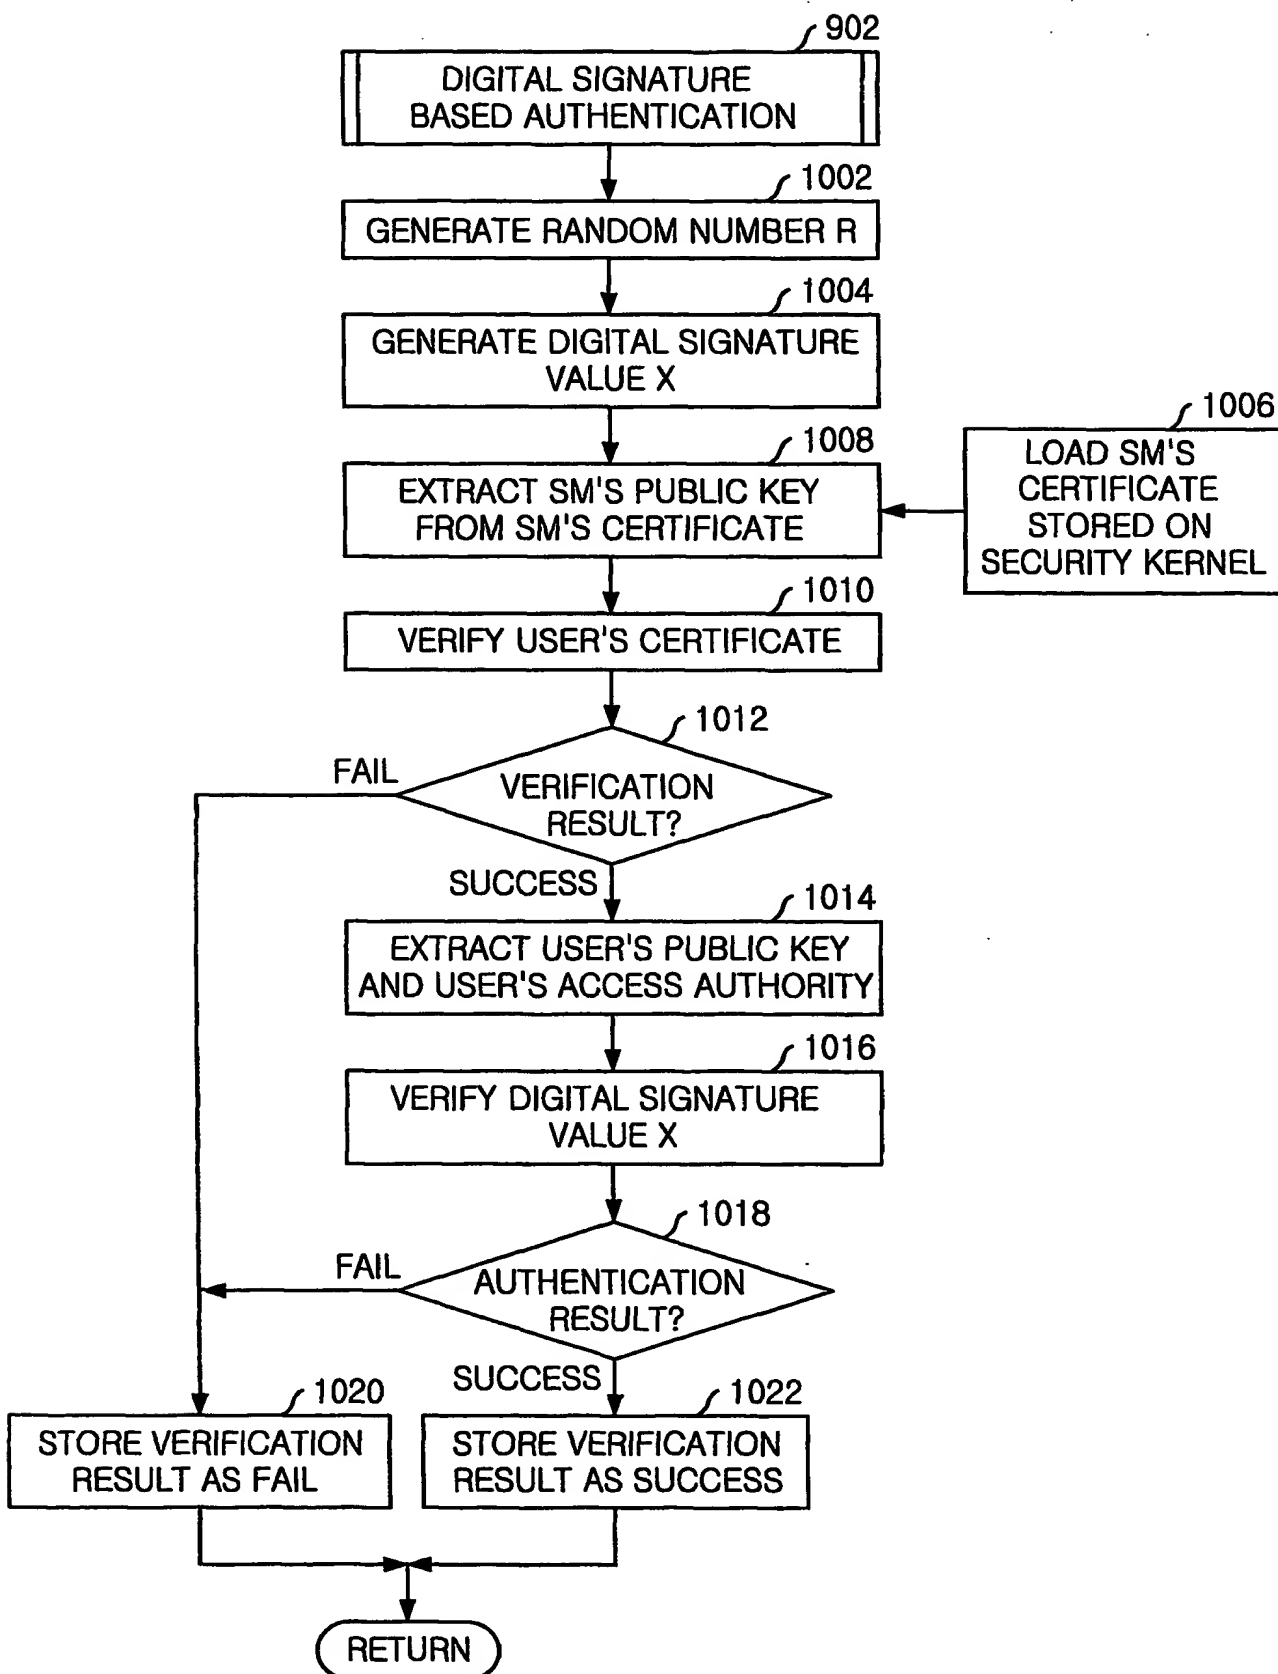 902
DIGITAL SIGNATURE
BASED AUTHENTICATION
1002
GENERATE RANDOM NUMBER R
1004
GENERATE DIGITAL SIGNATURE
VALUE X
1006
LOAD SM'S
CERTIFICATE
STORED ON
SECURITY KERNEL
1008
EXTRACT SM'S PUBLIC KEY
FROM SM'S CERTIFICATE
1010
VERIFY USER'S CERTIFICATE
1012
FAIL
VERIFICATION
RESULT?
SUCCESS
1014
EXTRACT USER'S PUBLIC KEY
AND USER'S ACCESS AUTHORITY
1016
VERIFY DIGITAL SIGNATURE
VALUE X
1018
FAIL
AUTHENTICATION
RESULT?
SUCCESS
1020
STORE VERIFICATION
RESULT AS FAIL
1022
STORE VERIFICATION
RESULT AS SUCCESS
RETURN